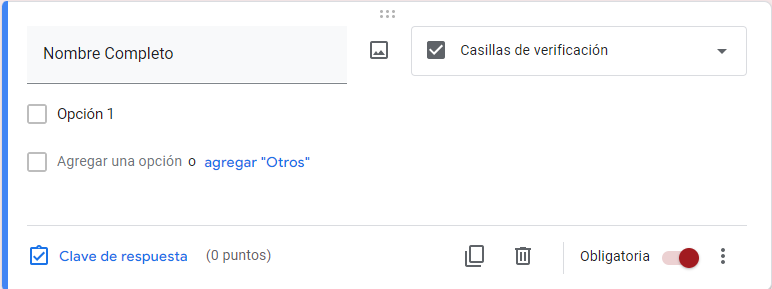 Nombre Completo
Casillas de verificación
Opción 1
Agregar una opción o agregar "Otros"
Clave de respuesta (0 puntos)
Obligatoria